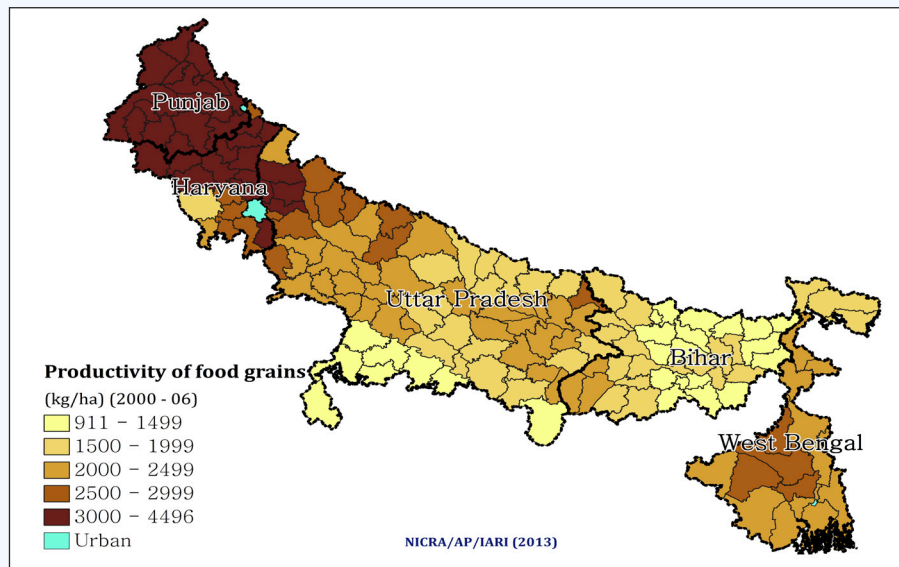 Punjab
Haryana
Uttar Pradesh
Bihar
West Bengal
Productivity of food grains
(kg/ha) (2000 - 06)
911 - 1499
1500 - 1999
2000 - 2499
2500 - 2999
3000 - 4496
Urban
NICRA/AP/IARI (2013)